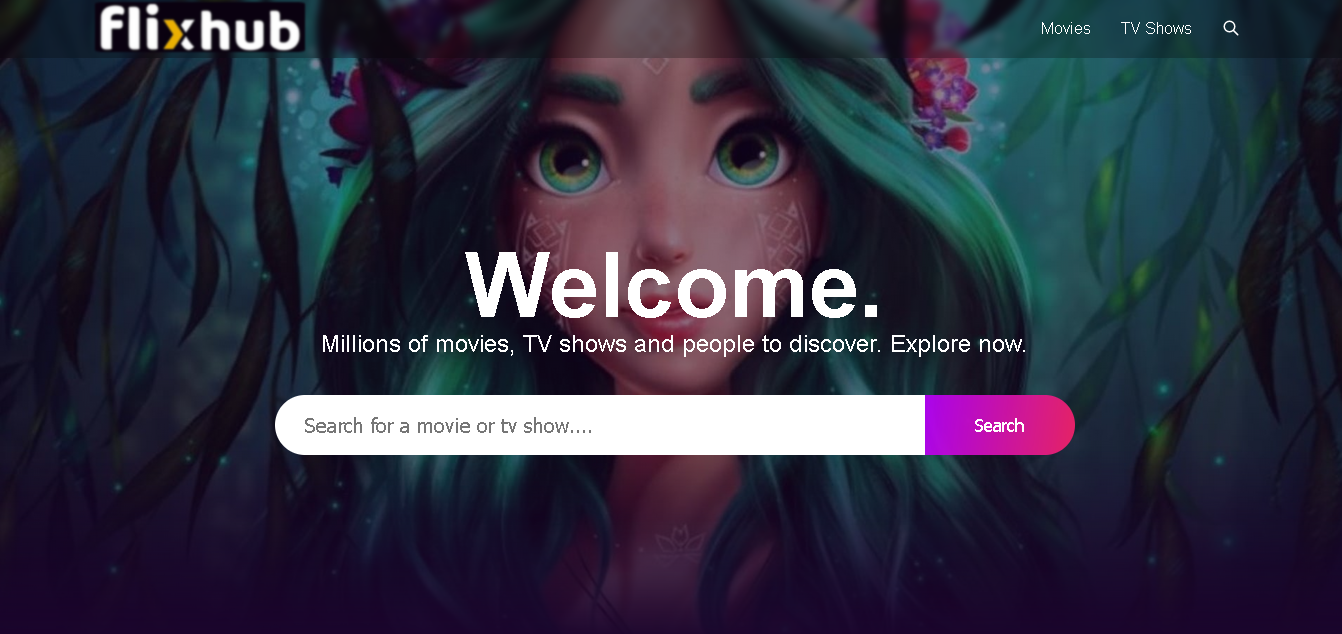 flixhub
Movies
TV Shows
Welcome.
Millions of movies, TV shows and people to discover. Explore now.
Search for a movie or tv show....
Search